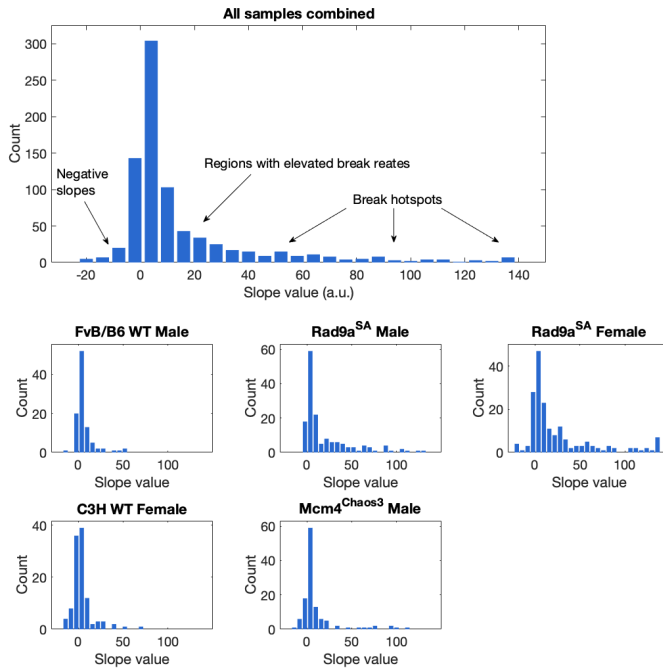 All samples combined
300
250
200
150
100
50
0
Count
Negative
slopes
Regions with elevated break reates
Break hotspots
-20 0 20 40 60 80 100 120 140
Slope value (a.u.)
FvB/B6 WT Male
40
20
0
Count
0 50 100
Slope value
Rad9a^SA Male
60
40
20
0
Count
0 50 100
Slope value
Rad9a^SA Female
40
20
0
Count
0 50 100
Slope value
C3H WT Female
40
20
0
Count
0 50 100
Slope value
Mcm4^Chaos3 Male
60
40
20
0
Count
0 50 100
Slope value